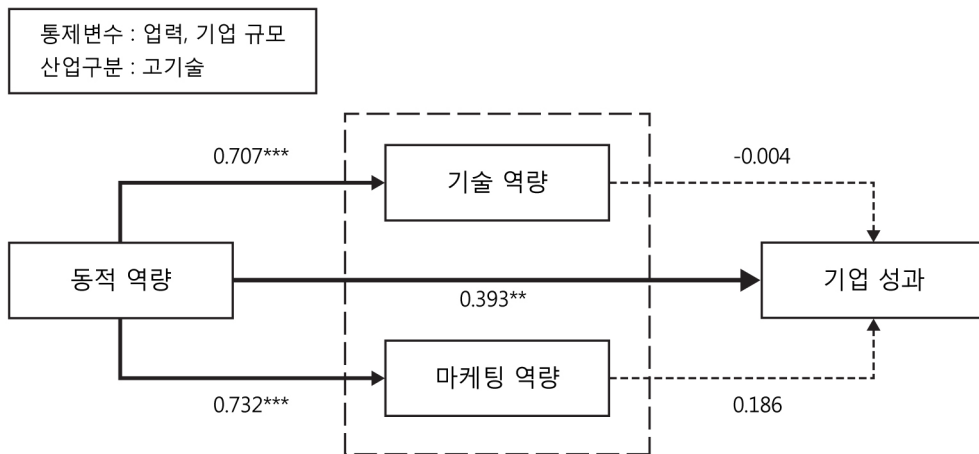 통제변수 : 업력, 기업 규모
산업구분 : 고기술
0.707***
-0.004
기술 역량
동적 역량
기업 성과
0.393**
마케팅 역량
0.732***
0.186